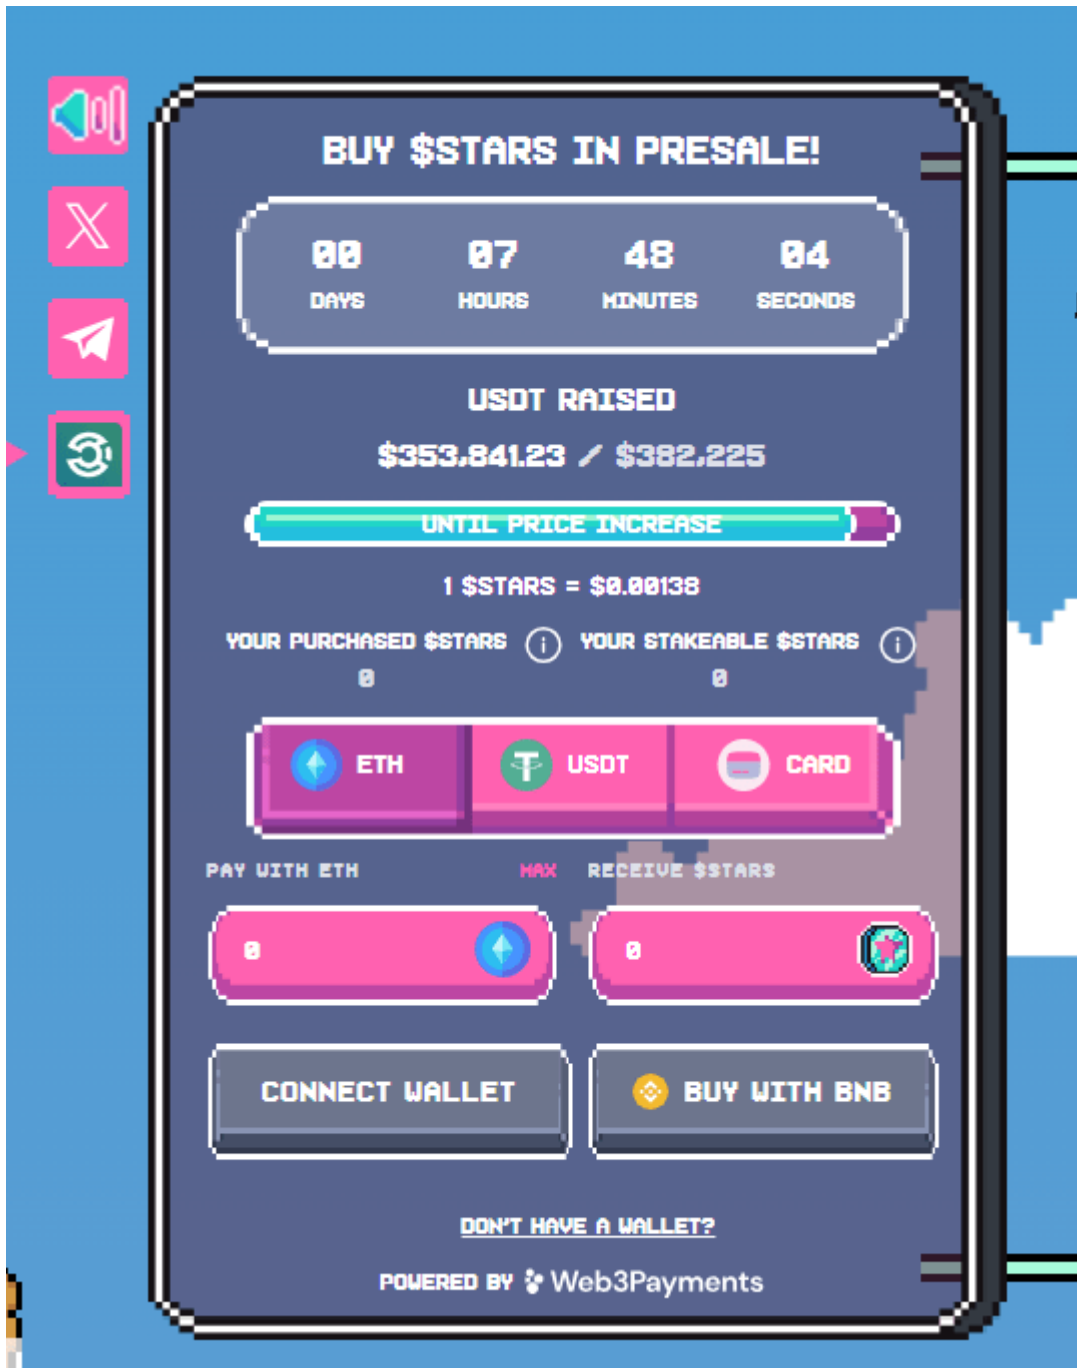 BUY $STARS IN PRESALE!
00 07 48 04
DAYS HOURS MINUTES SECONDS
USDT RAISED
$353,841.23 / $382,225
UNTIL PRICE INCREASE
1 $STARS = $0.00138
YOUR PURCHASED $STARS YOUR STAKEABLE $STARS
0 0
ETH USDT CARD
PAY WITH ETH MAX RECEIVE $STARS
0 0
CONNECT WALLET BUY WITH BNB
DON'T HAVE A WALLET?
POWERED BY Web3Payments